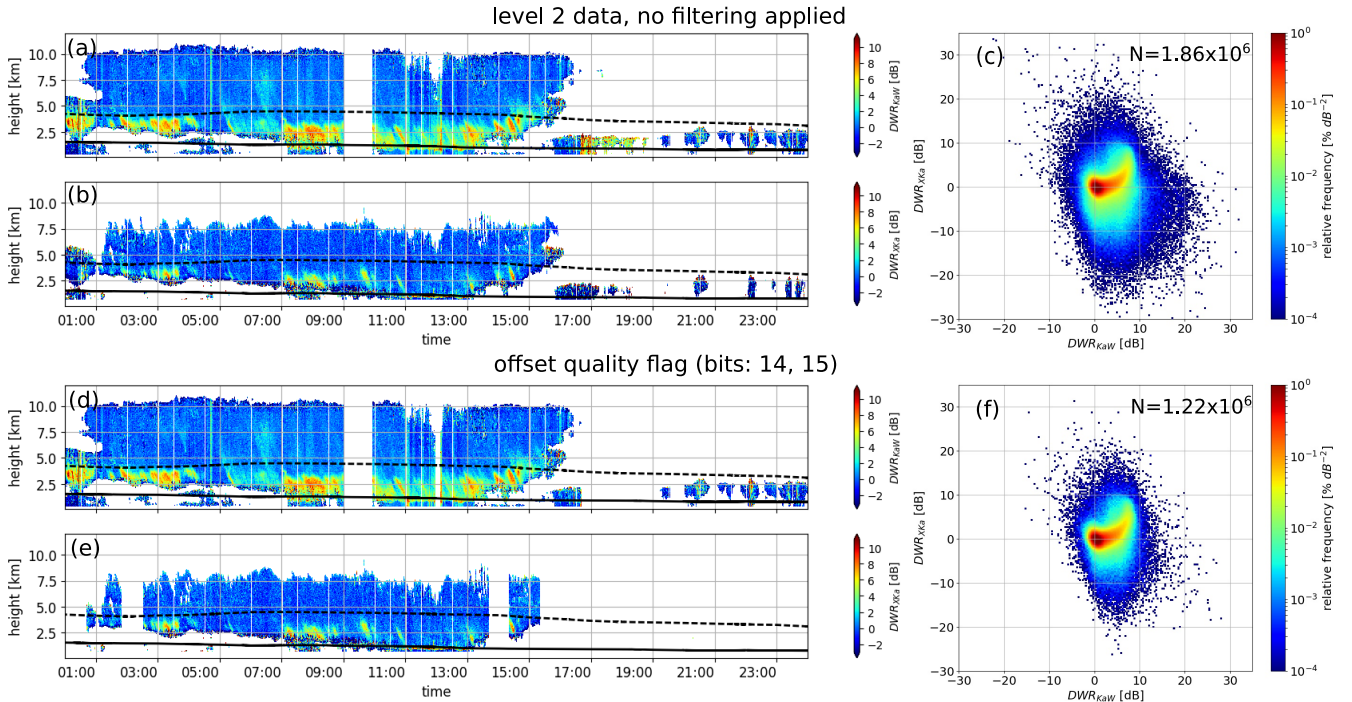 level 2 data, no filtering applied
(a)
height [km]
10.0
7.5
5.0
2.5
10
8
6
4
2
0
−2
DWR_KaW [dB]
(b)
height [km]
10.0
7.5
5.0
2.5
01:00 03:00 05:00 07:00 09:00 11:00 13:00 15:00 17:00 19:00 21:00 23:00
time
10
8
6
4
2
0
−2
DWR_XKa [dB]
(c)
N=1.86x10^6
DWR_XKa [dB]
30
20
10
0
−10
−20
−30
−30 −20 −10 0 10 20 30
DWR_KaW [dB]
10^0
10^−1
10^−2
10^−3
10^−4
relative frequency [% dB^−2]
offset quality flag (bits: 14, 15)
(d)
height [km]
10.0
7.5
5.0
2.5
10
8
6
4
2
0
−2
DWR_KaW [dB]
(e)
height [km]
10.0
7.5
5.0
2.5
01:00 03:00 05:00 07:00 09:00 11:00 13:00 15:00 17:00 19:00 21:00 23:00
time
10
8
6
4
2
0
−2
DWR_XKa [dB]
(f)
N=1.22x10^6
DWR_XKa [dB]
30
20
10
0
−10
−20
−30
−30 −20 −10 0 10 20 30
DWR_KaW [dB]
10^0
10^−1
10^−2
10^−3
10^−4
relative frequency [% dB^−2]